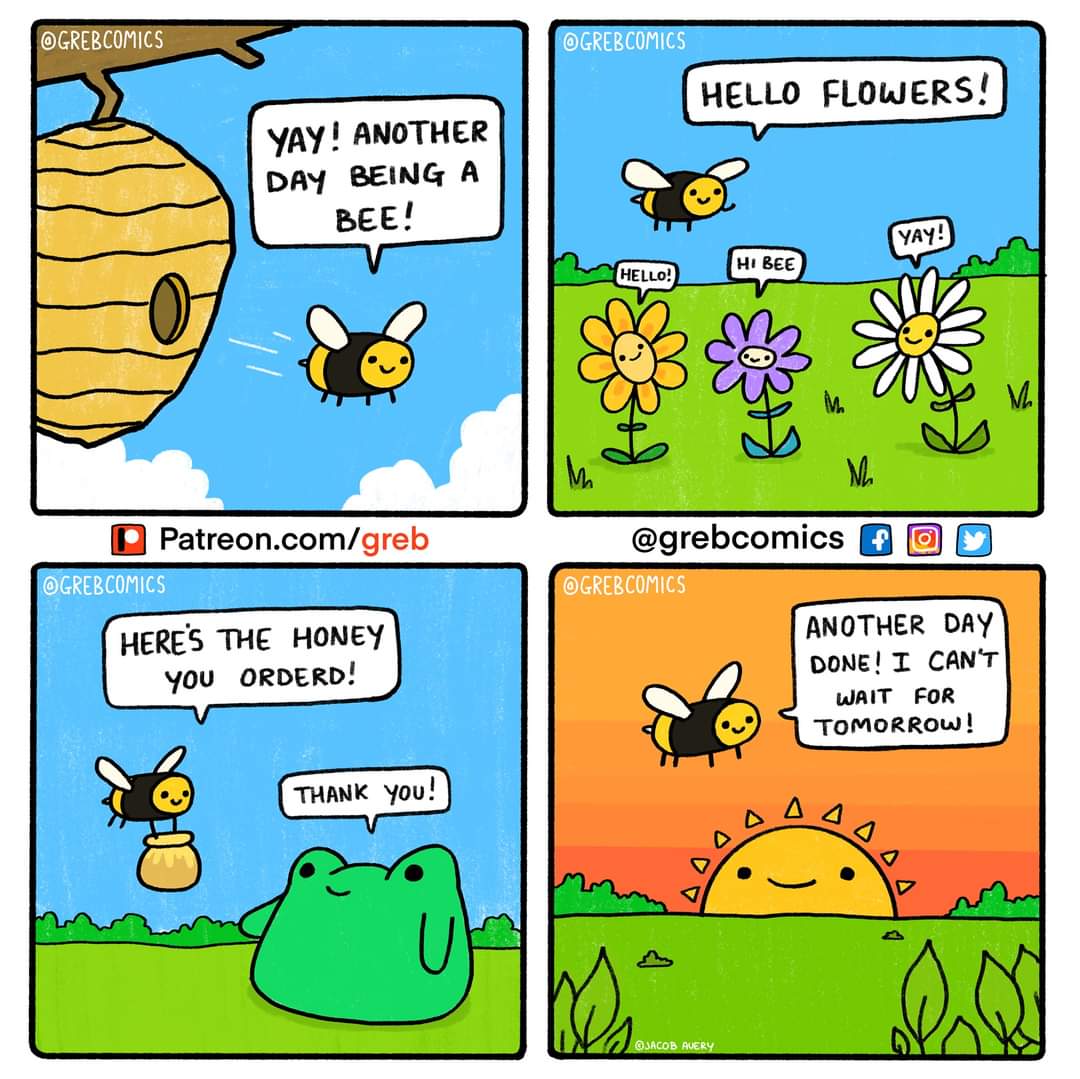 @GREBCOMICS
YAY! ANOTHER
DAY BEING A
BEE!
@GREBCOMICS
HELLO FLOWERS!
HELLO!
HI BEE
YAY!
Patreon.com/greb
@grebcomics
@GREBCOMICS
HERE'S THE HONEY
YOU ORDERD!
THANK YOU!
@GREBCOMICS
ANOTHER DAY
DONE! I CAN'T
WAIT FOR
TOMORROW!
©JACOB AVERY